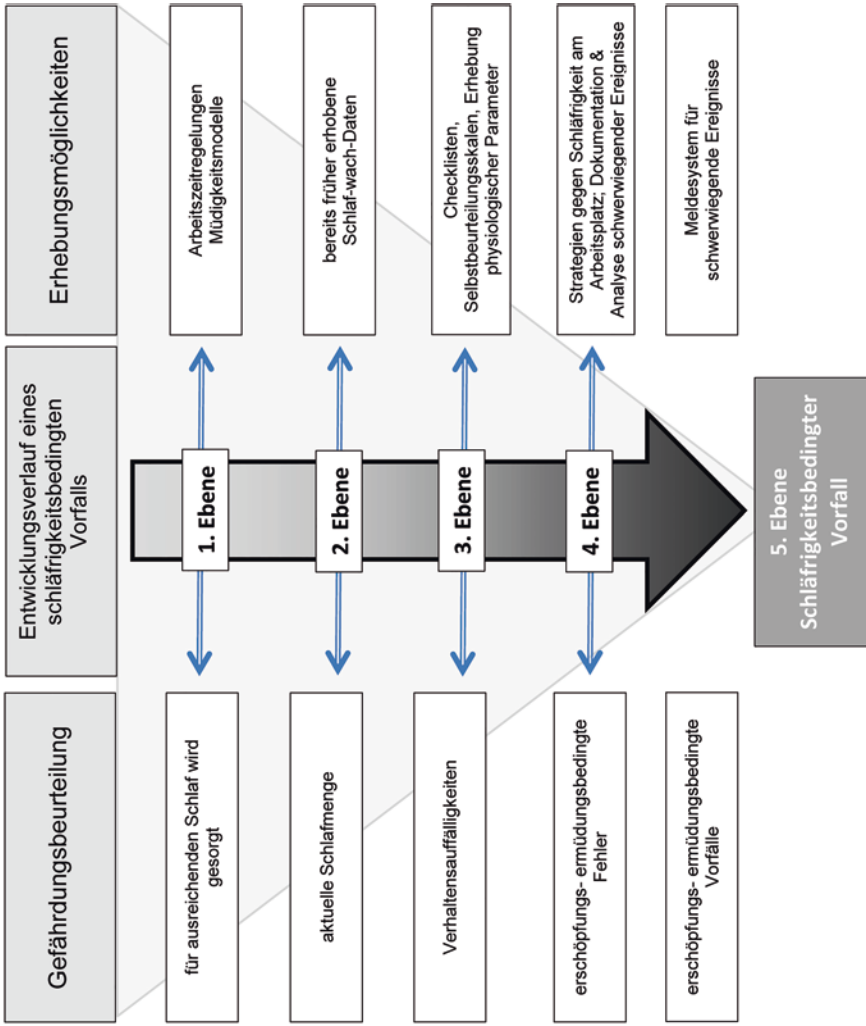 Gefährdungsbeurteilung
Entwicklungsverlauf eines
schläfrigkeitsbedingten
Vorfalls
Erhebungsmöglichkeiten
für ausreichenden Schlaf wird
gesorgt
1. Ebene
Arbeitszeitregelungen
Müdigkeitsmodelle
aktuelle Schlafmenge
2. Ebene
bereits früher erhobene
Schlaf-wach-Daten
Verhaltensauffälligkeiten
3. Ebene
Checklisten,
Selbstbeurteilungsskalen, Erhebung
physiologischer Parameter
erschöpfungs- ermüdungsbedingte
Fehler
4. Ebene
Strategien gegen Schläfrigkeit am
Arbeitsplatz; Dokumentation &
Analyse schwerwiegender Ereignisse
erschöpfungs- ermüdungsbedingte
Vorfälle
Meldesystem für
schwerwiegende Ereignisse
5. Ebene
Schläfrigkeitsbedingter
Vorfall